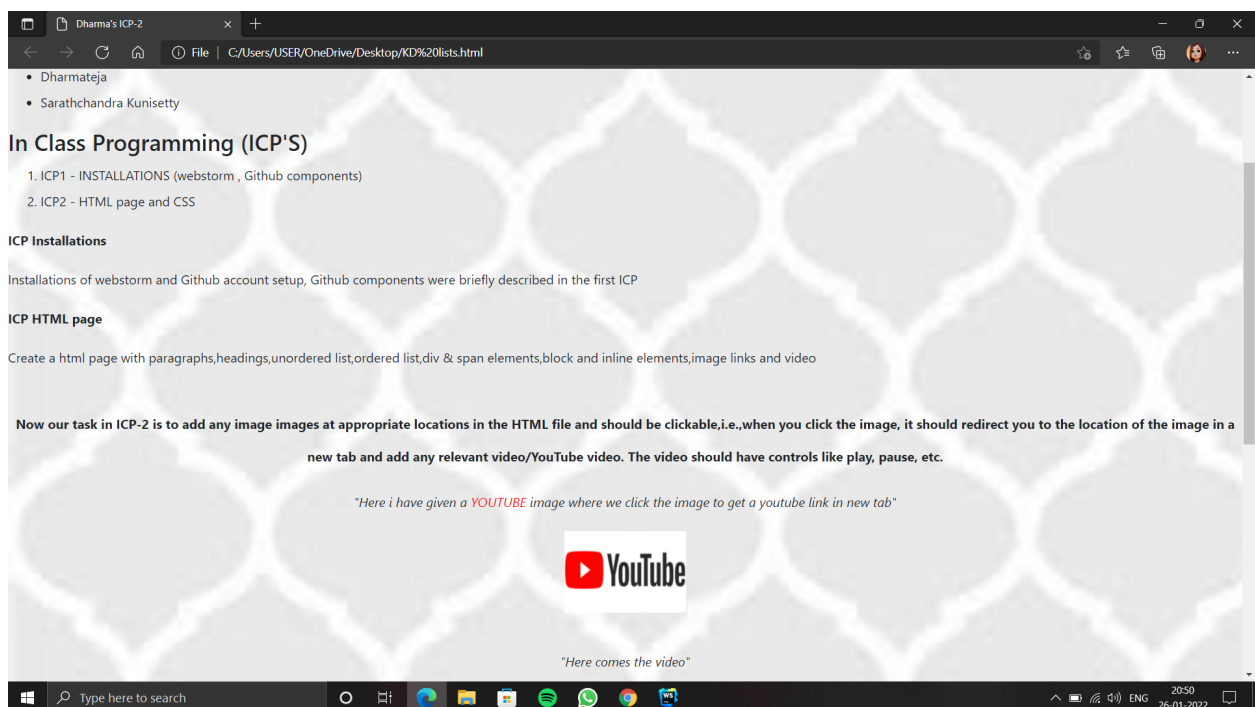 Dharma's ICP-2
File | C:/Users/USER/OneDrive/Desktop/KD%20lists.html
Dharmateja
Sarathchandra Kunisetty
In Class Programming (ICP'S)
1. ICP1 - INSTALLATIONS (webstorm , Github components)
2. ICP2 - HTML page and CSS
ICP Installations
Installations of webstorm and Github account setup, Github components were briefly described in the first ICP
ICP HTML page
Create a html page with paragraphs,headings,unordered list,ordered list,div & span elements,block and inline elements,image links and video
Now our task in ICP-2 is to add any image images at appropriate locations in the HTML file and should be clickable,i.e.,when you click the image, it should redirect you to the location of the image in a
new tab and add any relevant video/YouTube video. The video should have controls like play, pause, etc.
"Here i have given a YOUTUBE image where we click the image to get a youtube link in new tab"
YouTube
"Here comes the video"
Type here to search
WS
ENG
20:50
26-01-2022